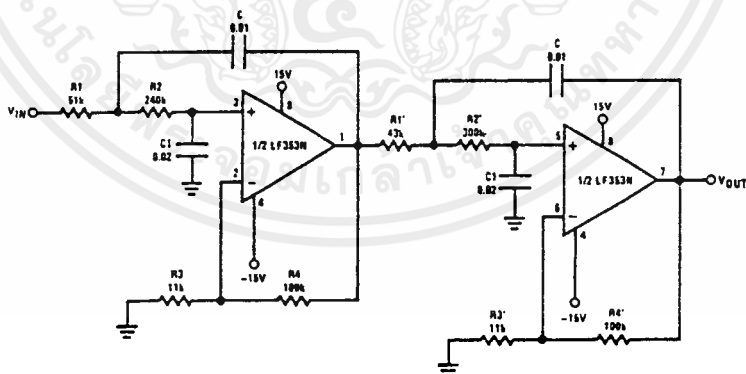 C
0.01
R1
51k
R2
240k
15V
8
VIN
3
+
C1
0.02
1/2 LF353N
1
2
−
4
-15V
R3
11k
R4
100k
C
0.01
R1'
43k
R2'
300k
15V
8
5
+
C1
0.02
1/2 LF353N
7
VOUT
6
−
4
-15V
R3'
11k
R4'
100k